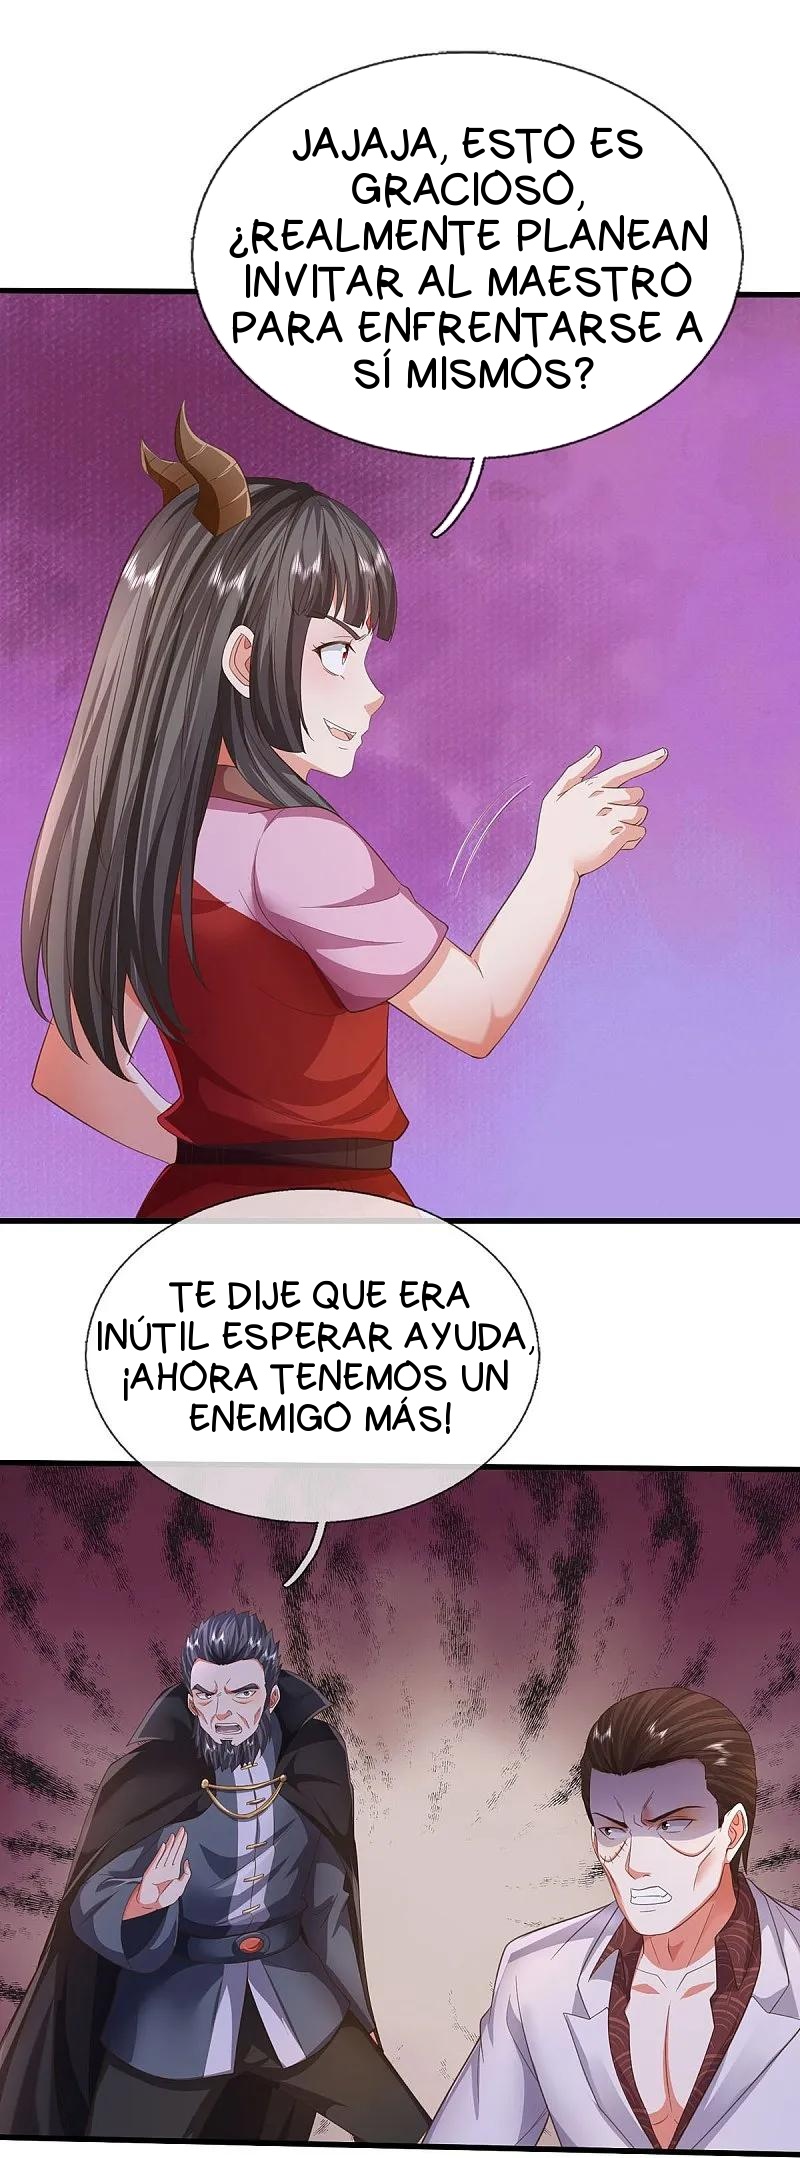 JAJAJA, ESTO ES
GRACIOSO,
¿REALMENTE PLANEAN
INVITAR AL MAESTRO
PARA ENFRENTARSE A
SÍ MISMOS?
TE DIJE QUE ERA
INÚTIL ESPERAR AYUDA,
¡AHORA TENEMOS UN
ENEMIGO MÁS!